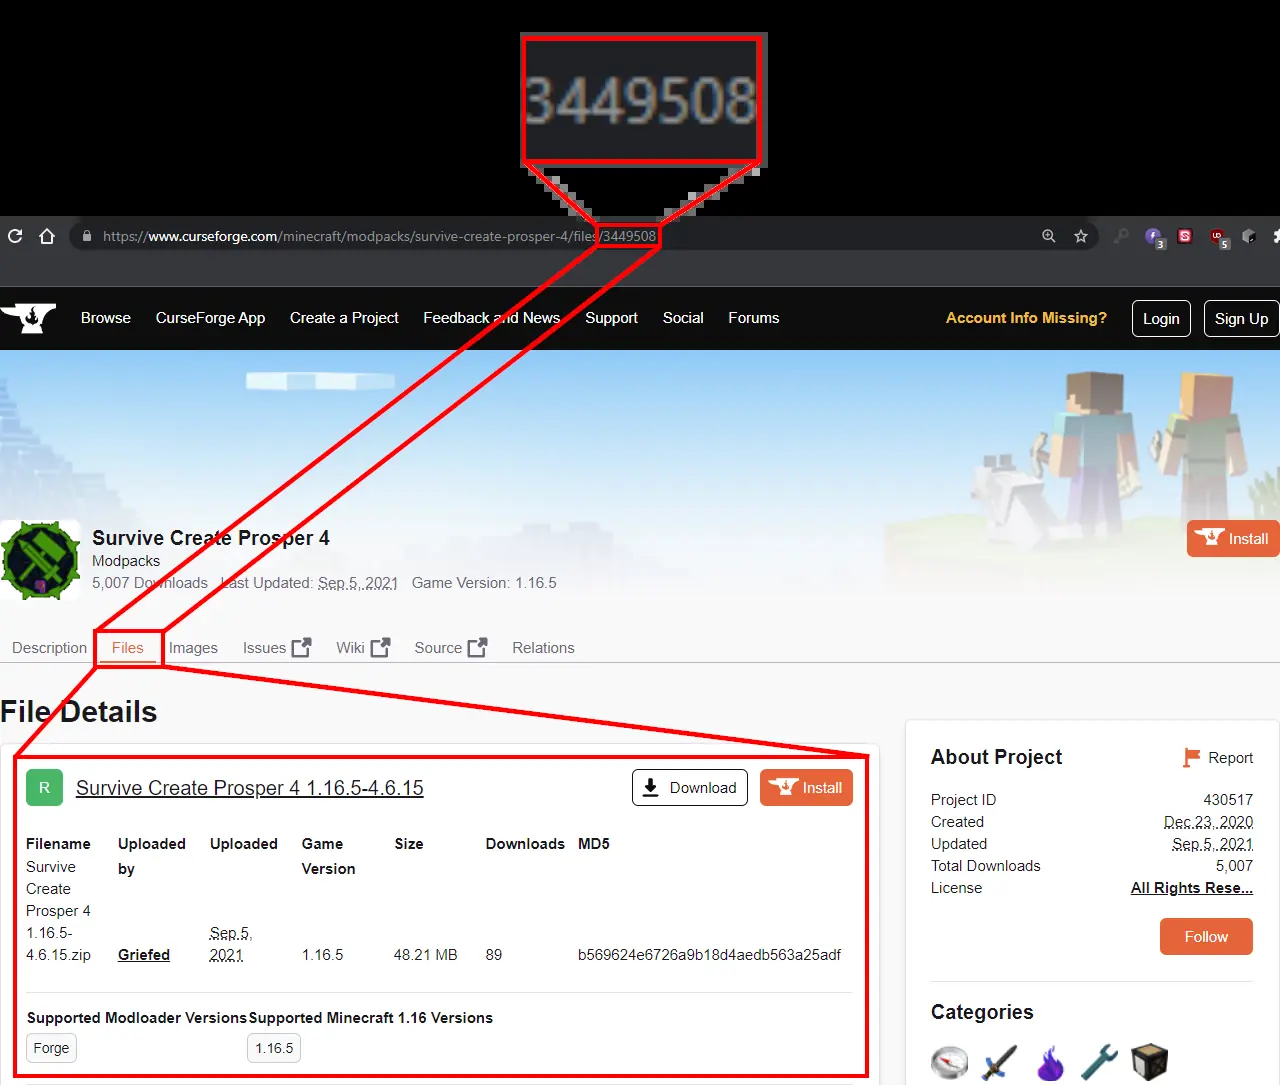 3449508
https://www.curseforge.com/minecraft/modpacks/survive-create-prosper-4/files/3449508
3
5
Browse CurseForge App Create a Project Feedback and News Support Social Forums Account Info Missing? Login Sign Up
Survive Create Prosper 4
Modpacks
Install
5,007 Downloads Last Updated: Sep 5, 2021 Game Version: 1.16.5
Description Files Images Issues Wiki Source Relations
File Details
R Survive Create Prosper 4 1.16.5-4.6.15 Download Install
Filename Uploaded by Uploaded Game Version Size Downloads MD5
Survive
Create
Prosper 4
1.16.5-
4.6.15.zip Griefed Sep 5, 2021 1.16.5 48.21 MB 89 b569624e6726a9b18d4aedb563a25adf
Supported Modloader Versions Supported Minecraft 1.16 Versions
Forge 1.16.5
About Project Report
Project ID 430517
Created Dec 23, 2020
Updated Sep 5, 2021
Total Downloads 5,007
License All Rights Rese...
Follow
Categories